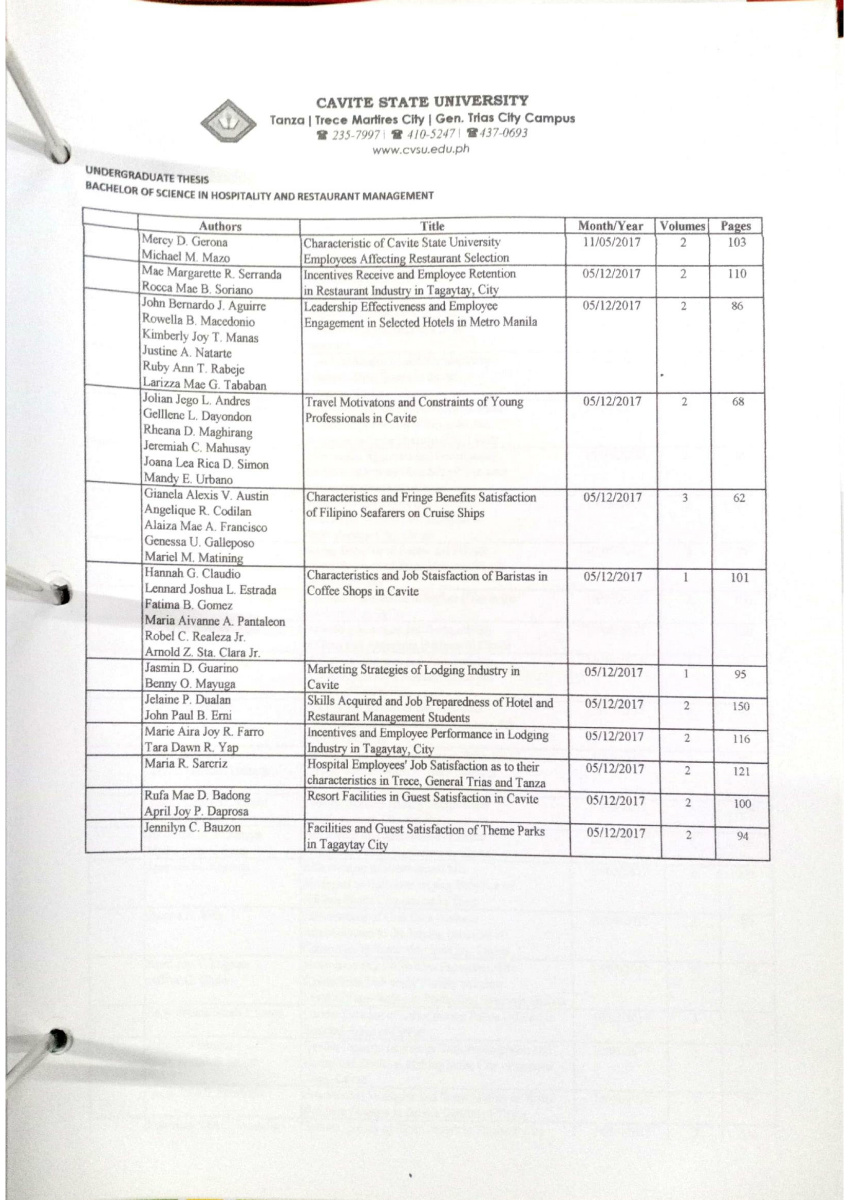 CAVITE STATE UNIVERSITY
Tanza | Trece Martires City | Gen. Trias City Campus
☎ 235-7997 | ☎ 410-5247 | ☎ 437-0693
www.cvsu.edu.ph
UNDERGRADUATE THESIS
BACHELOR OF SCIENCE IN HOSPITALITY AND RESTAURANT MANAGEMENT
Authors Title Month/Year Volumes Pages
Mercy D. Gerona Characteristic of Cavite State University 11/05/2017 2 103
Michael M. Mazo Employees Affecting Restaurant Selection
Mae Margarette R. Serranda Incentives Receive and Employee Retention 05/12/2017 2 110
Rocca Mae B. Soriano in Restaurant Industry in Tagaytay, City
John Bernardo J. Aguirre Leadership Effectiveness and Employee 05/12/2017 2 86
Rowella B. Macedonio Engagement in Selected Hotels in Metro Manila
Kimberly Joy T. Manas
Justine A. Natarte
Ruby Ann T. Rabeje
Larizza Mae G. Tababan
Jolian Jego L. Andres Travel Motivatons and Constraints of Young 05/12/2017 2 68
Gelllene L. Dayondon Professionals in Cavite
Rheana D. Maghirang
Jeremiah C. Mahusay
Joana Lea Rica D. Simon
Mandy E. Urbano
Gianela Alexis V. Austin Characteristics and Fringe Benefits Satisfaction 05/12/2017 3 62
Angelique R. Codilan of Filipino Seafarers on Cruise Ships
Alaiza Mae A. Francisco
Genessa U. Galleposo
Mariel M. Matining
Hannah G. Claudio Characteristics and Job Staisfaction of Baristas in 05/12/2017 1 101
Lennard Joshua L. Estrada Coffee Shops in Cavite
Fatima B. Gomez
Maria Aivanne A. Pantaleon
Robel C. Realeza Jr.
Arnold Z. Sta. Clara Jr.
Jasmin D. Guarino Marketing Strategies of Lodging Industry in 05/12/2017 1 95
Benny O. Mayuga Cavite
Jelaine P. Dualan Skills Acquired and Job Preparedness of Hotel and 05/12/2017 2 150
John Paul B. Erni Restaurant Management Students
Marie Aira Joy R. Farro Incentives and Employee Performance in Lodging 05/12/2017 2 116
Tara Dawn R. Yap Industry in Tagaytay, City
Maria R. Sarcriz Hospital Employees' Job Satisfaction as to their 05/12/2017 2 121
characteristics in Trece, General Trias and Tanza
Rufa Mae D. Badong Resort Facilities in Guest Satisfaction in Cavite 05/12/2017 2 100
April Joy P. Daprosa
Jennilyn C. Bauzon Facilities and Guest Satisfaction of Theme Parks 05/12/2017 2 94
in Tagaytay City